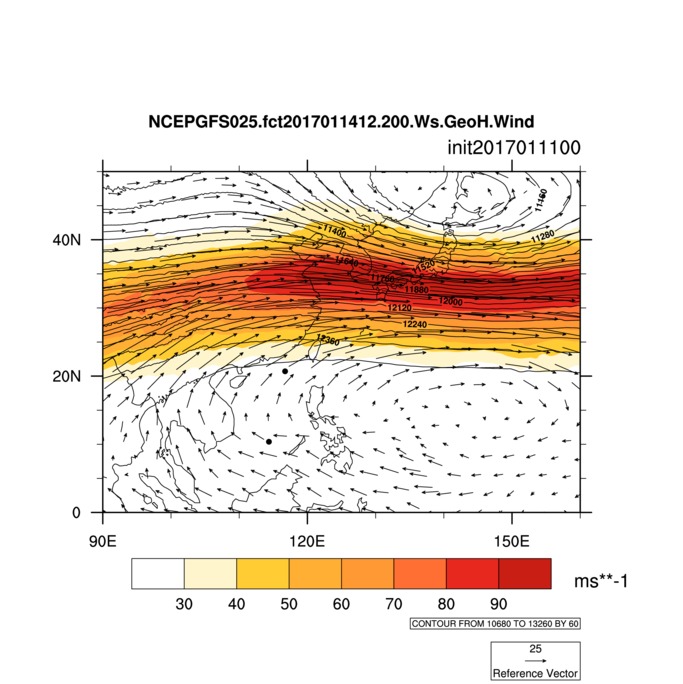 NCEPGFS025.fct2017011412.200.Ws.GeoH.Wind
init2017011100
11160
11280
40N
11400
11520
11640
11760
11880
12000
12120
12240
12360
20N
0
90E 120E 150E
30 40 50 60 70 80 90 ms**-1
CONTOUR FROM 10680 TO 13260 BY 60
25
Reference Vector